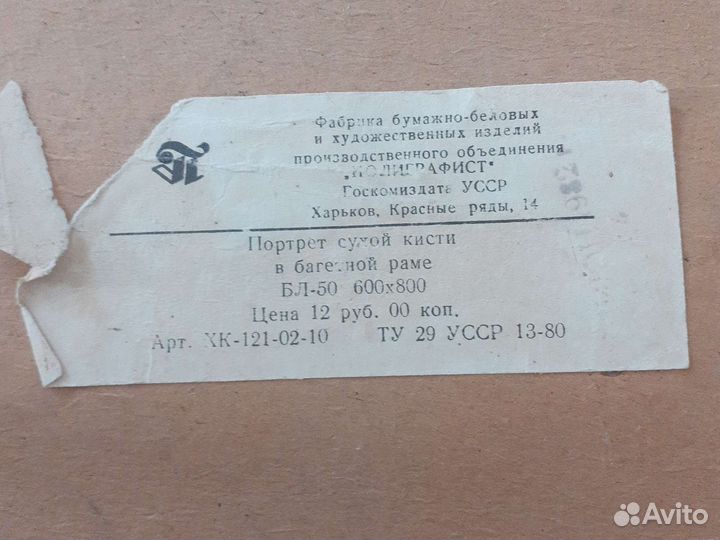 Фабрика бумажно-беловых
и художественных изделий
производственного объединения
„ПОЛИГРАФИСТ"
Госкомиздата УССР
Харьков, Красные ряды, 14
Портрет сухой кисти
в багетной раме
БЛ-50 600х800
Цена 12 руб. 00 коп.
Арт. ХК-121-02-10 ТУ 29 УССР 13-80
Avito